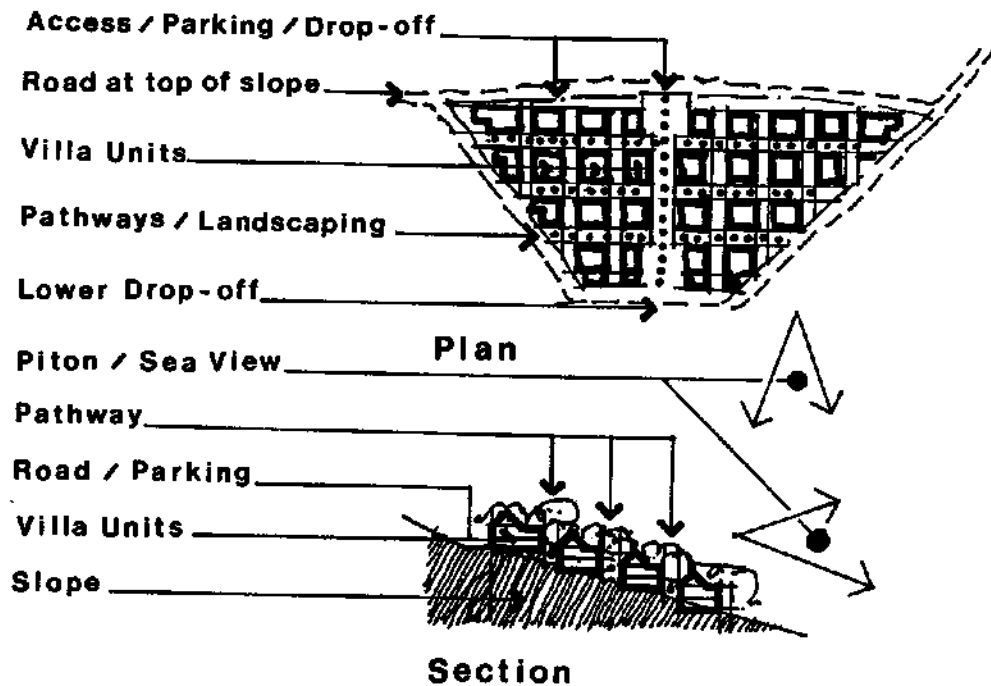 Access / Parking / Drop-off
Road at top of slope
Villa Units
Pathways / Landscaping
Lower Drop-off
Plan
Piton / Sea View
Pathway
Road / Parking
Villa Units
Slope
Section